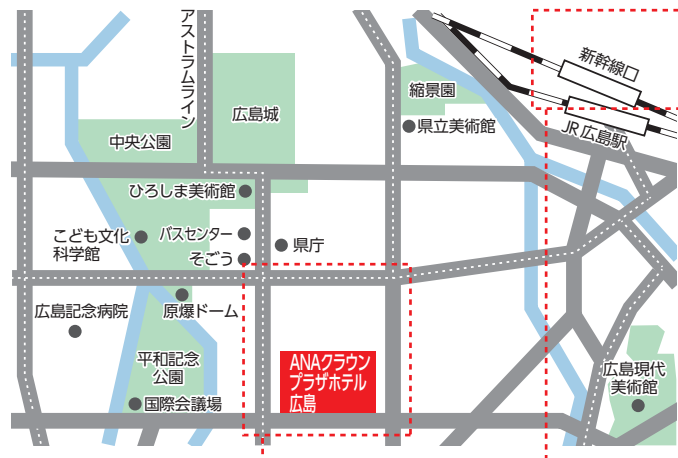 アストラムライン
新幹線口
JR広島駅
縮景園
県立美術館
広島城
中央公園
ひろしま美術館
バスセンター
そごう
県庁
こども文化
科学館
広島記念病院
原爆ドーム
平和記念
公園
国際会議場
ANAクラウン
プラザホテル
広島
広島現代
美術館